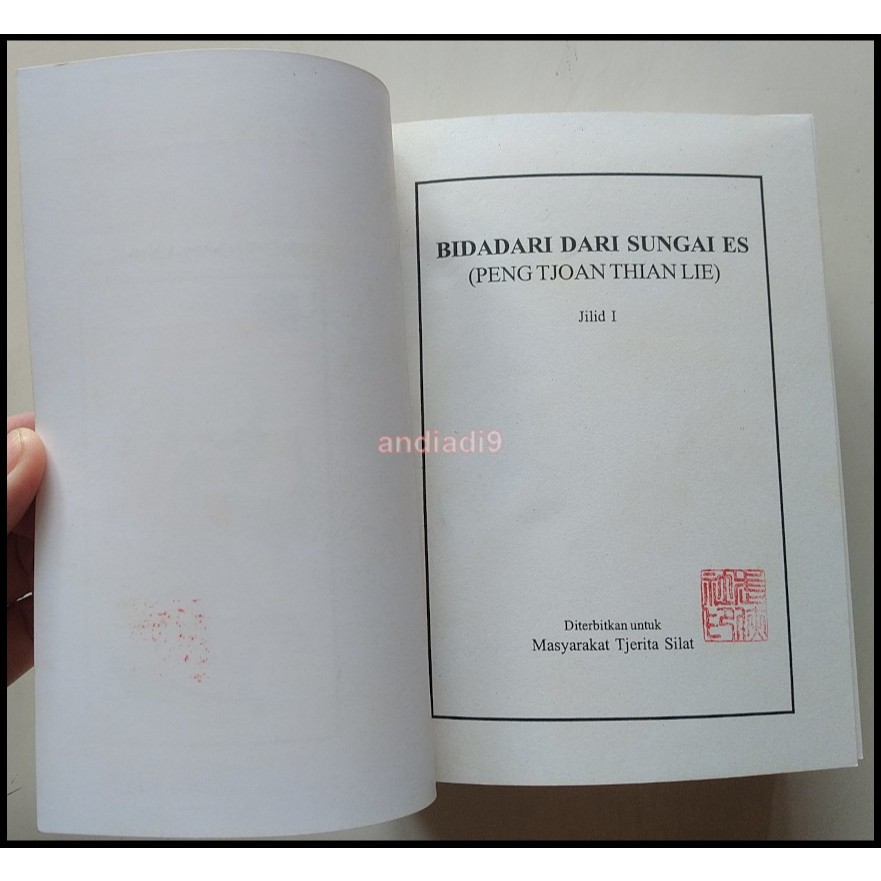 BIDADARI DARI SUNGAI ES
(PENG TJOAN THIAN LIE)
Jilid I
andiadi9
Diterbitkan untuk
Masyarakat Tjerita Silat